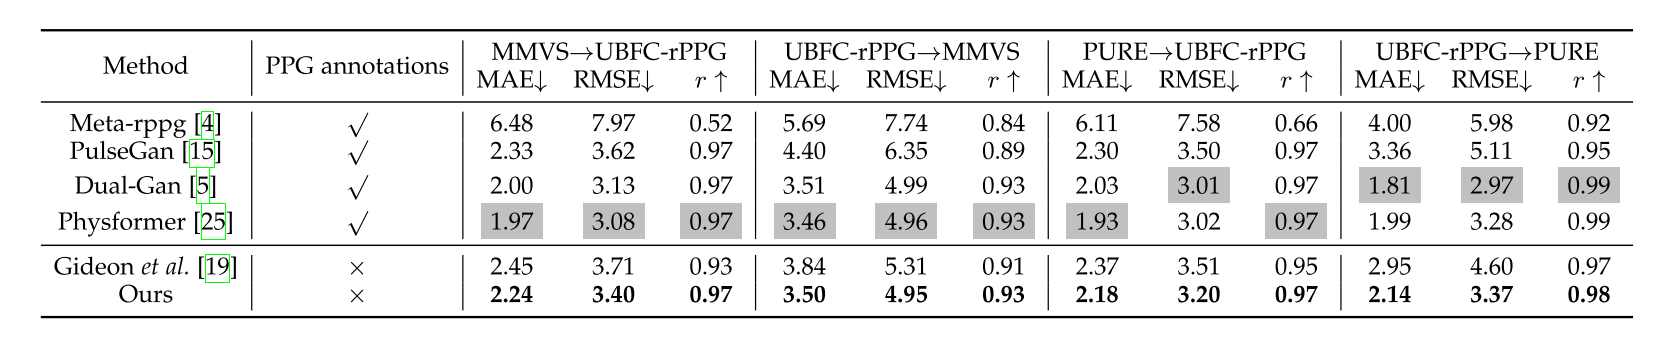 Method PPG annotations MMVS→UBFC-rPPG UBFC-rPPG→MMVS PURE→UBFC-rPPG UBFC-rPPG→PURE
MAE↓ RMSE↓ r ↑ MAE↓ RMSE↓ r ↑ MAE↓ RMSE↓ r ↑ MAE↓ RMSE↓ r ↑
Meta-rppg [4] √ 6.48 7.97 0.52 5.69 7.74 0.84 6.11 7.58 0.66 4.00 5.98 0.92
PulseGan [15] √ 2.33 3.62 0.97 4.40 6.35 0.89 2.30 3.50 0.97 3.36 5.11 0.95
Dual-Gan [5] √ 2.00 3.13 0.97 3.51 4.99 0.93 2.03 3.01 0.97 1.81 2.97 0.99
Physformer [25] √ 1.97 3.08 0.97 3.46 4.96 0.93 1.93 3.02 0.97 1.99 3.28 0.99
Gideon et al. [19] × 2.45 3.71 0.93 3.84 5.31 0.91 2.37 3.51 0.95 2.95 4.60 0.97
Ours × 2.24 3.40 0.97 3.50 4.95 0.93 2.18 3.20 0.97 2.14 3.37 0.98